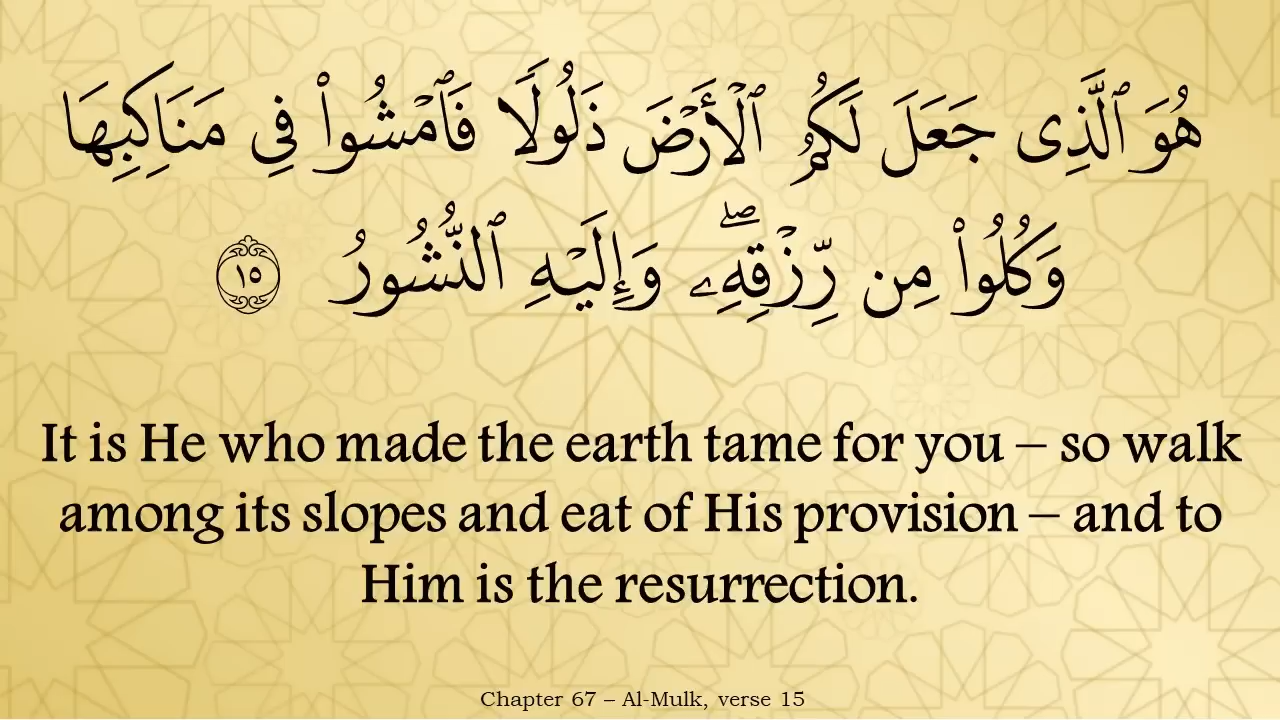 هُوَ ٱلَّذِى جَعَلَ لَكُمُ ٱلْأَرْضَ ذَلُولًا فَٱمْشُوا۟ فِى مَنَاكِبِهَا
وَكُلُوا۟ مِن رِّزْقِهِۦ ۖ وَإِلَيْهِ ٱلنُّشُورُ ١٥
It is He who made the earth tame for you – so walk
among its slopes and eat of His provision – and to
Him is the resurrection.
Chapter 67 – Al-Mulk, verse 15